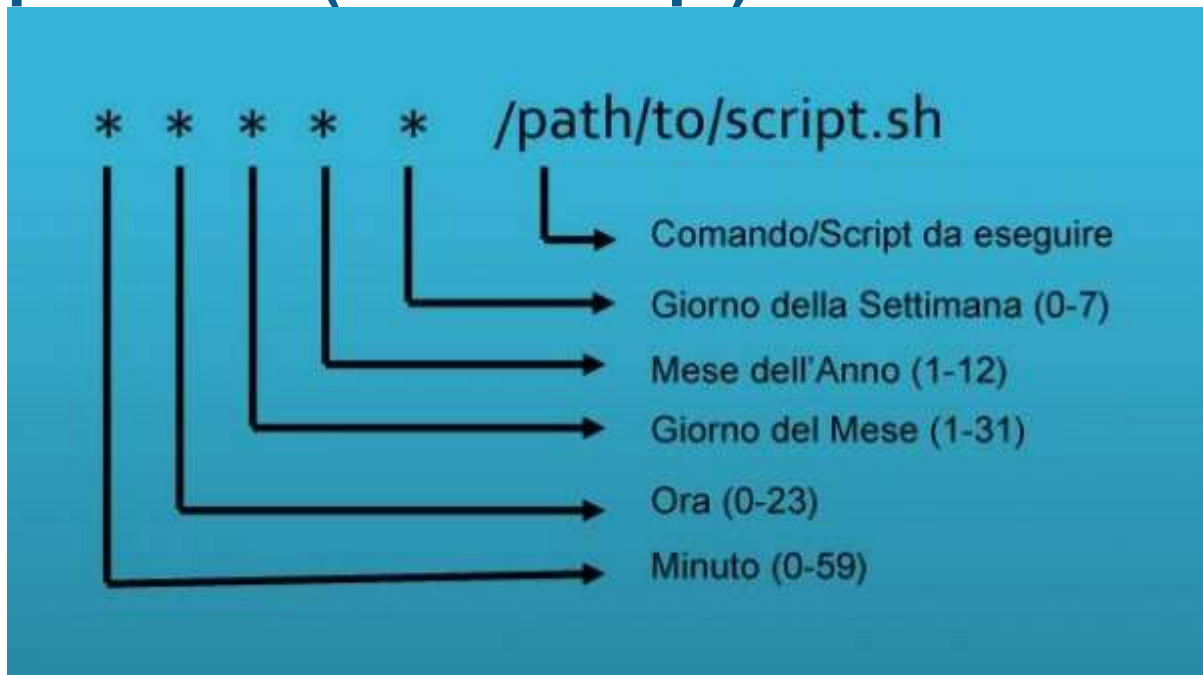 * * * * * /path/to/script.sh
Comando/Script da eseguire
Giorno della Settimana (0-7)
Mese dell'Anno (1-12)
Giorno del Mese (1-31)
Ora (0-23)
Minuto (0-59)